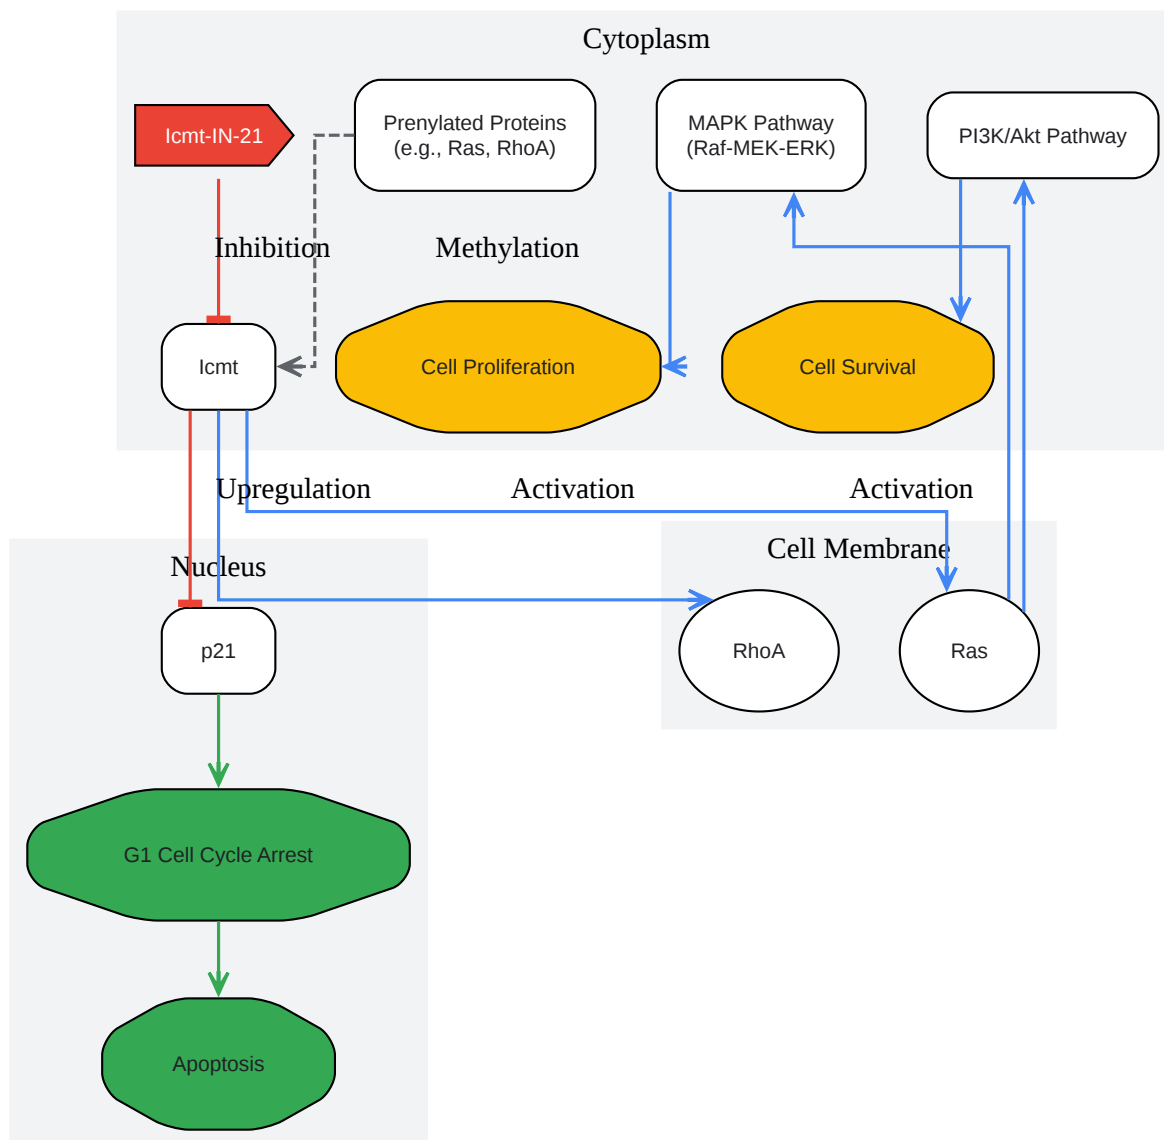 Cytoplasm
Icmt-IN-21
Prenylated Proteins
(e.g., Ras, RhoA)
MAPK Pathway
(Raf-MEK-ERK)
PI3K/Akt Pathway
Inhibition
Methylation
Icmt
Cell Proliferation
Cell Survival
Upregulation
Activation
Activation
Nucleus
Cell Membrane
p21
RhoA
Ras
G1 Cell Cycle Arrest
Apoptosis